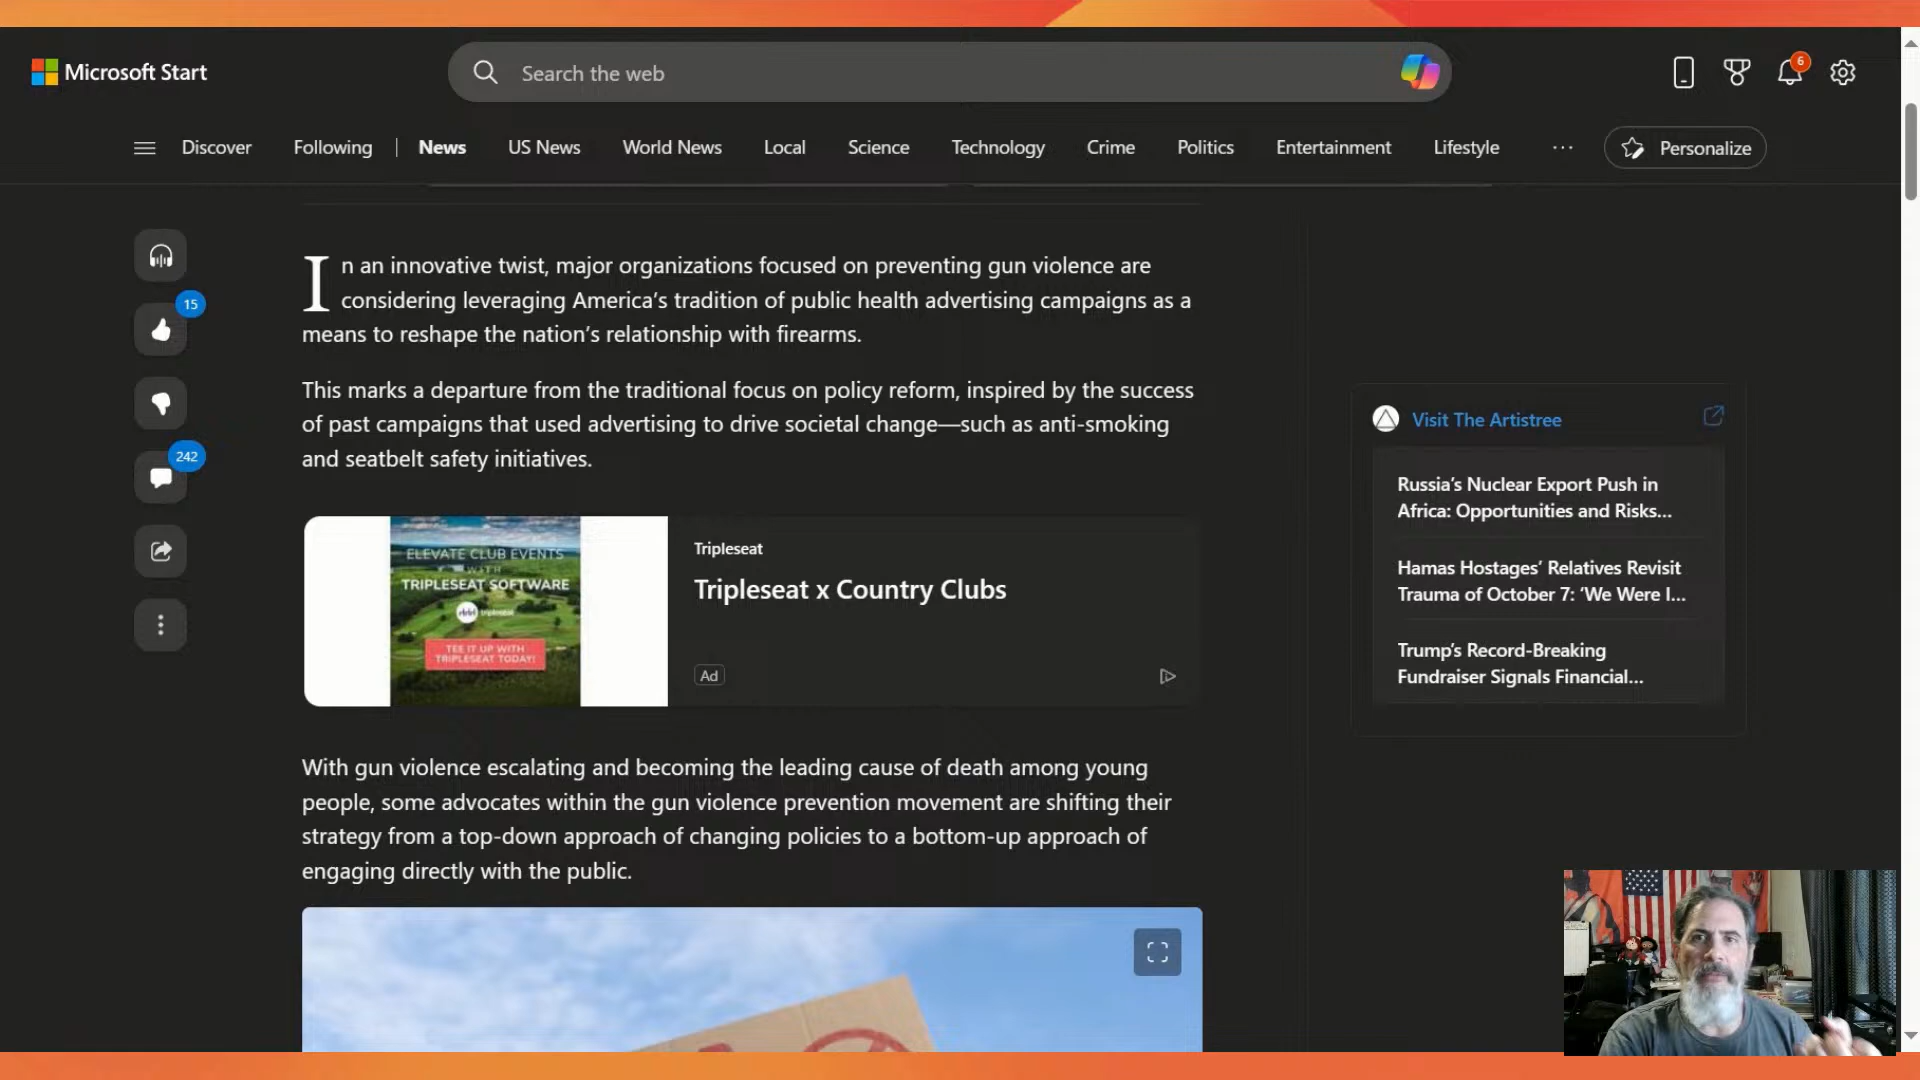 Microsoft Start
Search the web
6
Discover
Following
News
US News
World News
Local
Science
Technology
Crime
Politics
Entertainment
Lifestyle
Personalize
In an innovative twist, major organizations focused on preventing gun violence are
considering leveraging America's tradition of public health advertising campaigns as a
means to reshape the nation's relationship with firearms.
15
This marks a departure from the traditional focus on policy reform, inspired by the success
of past campaigns that used advertising to drive societal change—such as anti-smoking
and seatbelt safety initiatives.
242
ELEVATE CLUB EVENTS
WITH
TRIPLESEAT SOFTWARE
tripleseat
TEE IT UP WITH
TRIPLESEAT TODAY!
Tripleseat
Tripleseat x Country Clubs
Ad
With gun violence escalating and becoming the leading cause of death among young
people, some advocates within the gun violence prevention movement are shifting their
strategy from a top-down approach of changing policies to a bottom-up approach of
engaging directly with the public.
Visit The Artistree
Russia's Nuclear Export Push in
Africa: Opportunities and Risks...
Hamas Hostages' Relatives Revisit
Trauma of October 7: 'We Were I...
Trump's Record-Breaking
Fundraiser Signals Financial...